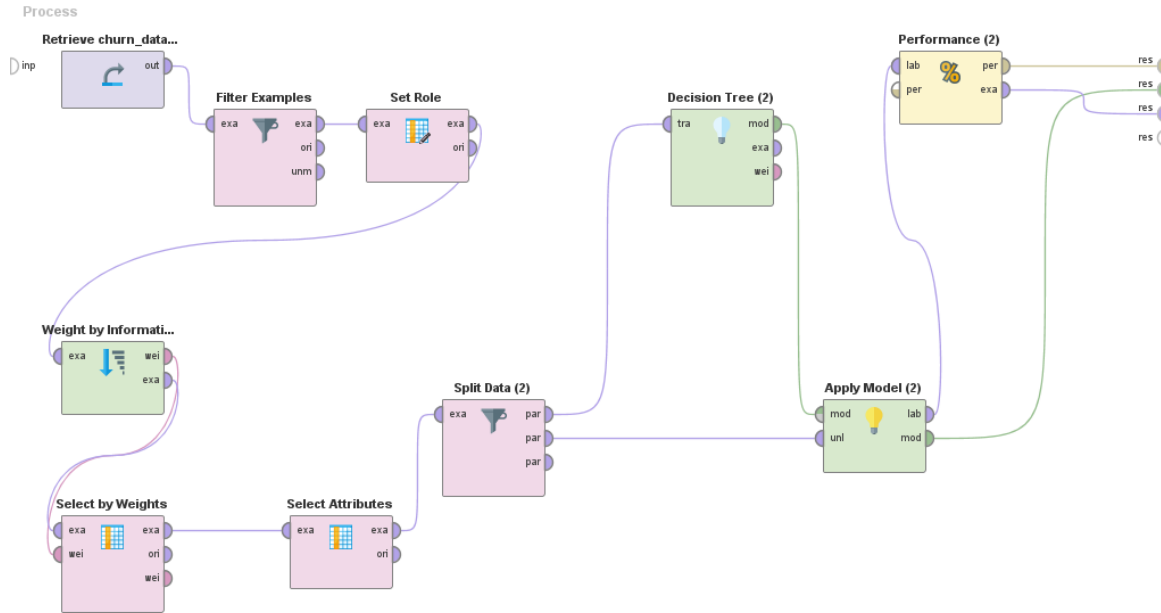 Process
Retrieve churn_data...
inp
out
Filter Examples
exa exa
ori
unm
Set Role
exa exa
ori
Decision Tree (2)
tra mod
exa
wei
Performance (2)
lab per
per exa
res
res
res
res
Weight by Informati...
exa wei
exa
Split Data (2)
exa par
par
par
Apply Model (2)
mod lab
unl mod
Select by Weights
exa exa
wei ori
wei
Select Attributes
exa exa
ori